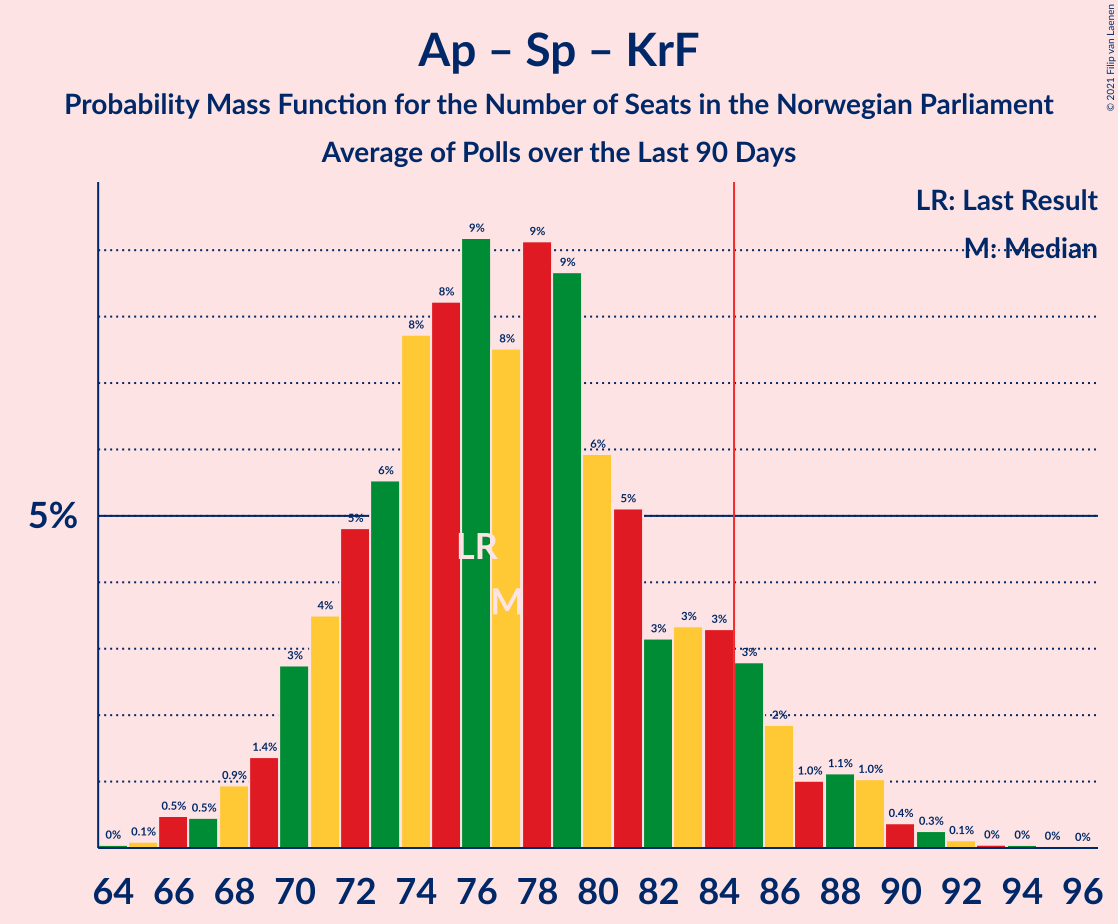 Ap – Sp – KrF
Probability Mass Function for the Number of Seats in the Norwegian Parliament
Average of Polls over the Last 90 Days
© 2021 Filip van Laenen
LR: Last Result
M: Median
5%
0% 0.1% 0.5% 0.5% 0.9% 1.4% 3% 4% 5% 6% 8% 8% 9% 8% 9% 9% 6% 5% 3% 3% 3% 3% 2% 1.0% 1.1% 1.0% 0.4% 0.3% 0.1% 0% 0% 0% 0%
LR
M
64 66 68 70 72 74 76 78 80 82 84 86 88 90 92 94 96